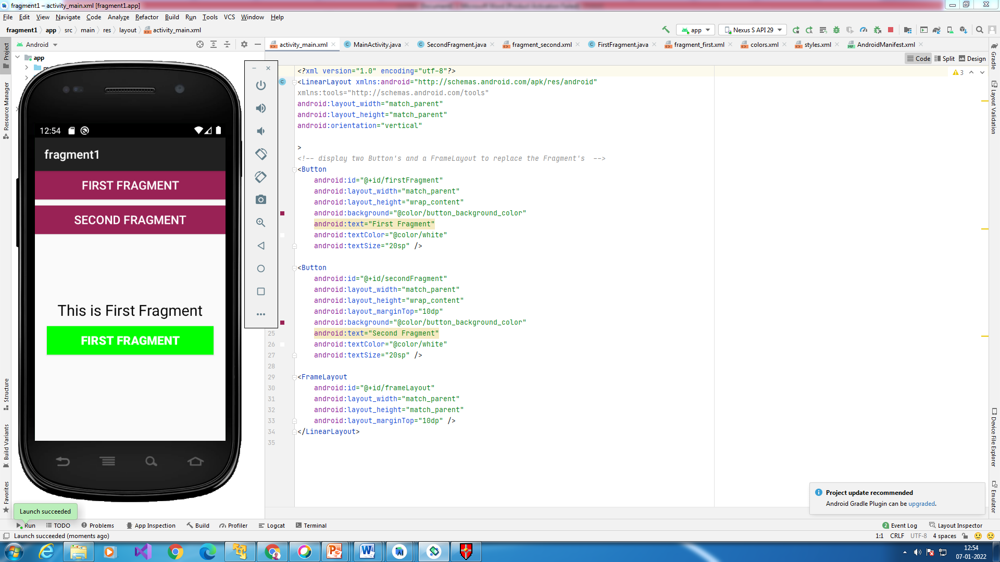 fragment1 – activity_main.xml [fragment1.app]
File Edit View Navigate Code Analyze Refactor Build Run Tools VCS Window Help
fragment1 app src main res layout activity_main.xml
app Nexus S API 29
Android
activity_main.xml MainActivity.java SecondFragment.java fragment_second.xml FirstFragment.java fragment_first.xml colors.xml styles.xml AndroidManifest.xml
Code Split Design
app
Project
Resource Manager
Structure
Build Variants
Favorites
12:54
fragment1
FIRST FRAGMENT
SECOND FRAGMENT
This is First Fragment
FIRST FRAGMENT
3
<?xml version="1.0" encoding="utf-8"?>
<LinearLayout xmlns:android="http://schemas.android.com/apk/res/android"
xmlns:tools="http://schemas.android.com/tools"
android:layout_width="match_parent"
android:layout_height="match_parent"
android:orientation="vertical"
>
<!-- display two Button's and a FrameLayout to replace the Fragment's  -->
<Button
android:id="@+id/firstFragment"
android:layout_width="match_parent"
android:layout_height="wrap_content"
android:background="@color/button_background_color"
android:text="First Fragment"
android:textColor="@color/white"
android:textSize="20sp" />
<Button
android:id="@+id/secondFragment"
android:layout_width="match_parent"
android:layout_height="wrap_content"
android:layout_marginTop="10dp"
android:background="@color/button_background_color"
25 android:text="Second Fragment"
26 android:textColor="@color/white"
27 android:textSize="20sp" />
28
29 <FrameLayout
30 android:id="@+id/frameLayout"
31 android:layout_width="match_parent"
32 android:layout_height="match_parent"
33 android:layout_marginTop="10dp" />
34 </LinearLayout>
35
Gradle
Layout Validation
Device File Explorer
Emulator
Project update recommended
Android Gradle Plugin can be upgraded.
Launch succeeded
Run TODO Problems App Inspection Build Profiler Logcat Terminal
2 Event Log Layout Inspector
Launch succeeded (moments ago)
1:1 CRLF UTF-8 4 spaces
12:54
07-01-2022